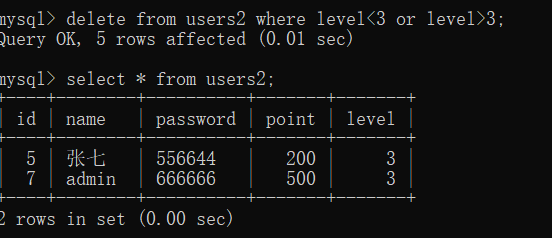 mysql> delete from users2 where level<3 or level>3;
Query OK, 5 rows affected (0.01 sec)
mysql> select * from users2;
+----+--------+----------+-------+-------+
| id | name | password | point | level |
+----+--------+----------+-------+-------+
| 5 | 张七 | 556644 | 200 | 3 |
| 7 | admin | 666666 | 500 | 3 |
+----+--------+----------+-------+-------+
2 rows in set (0.00 sec)